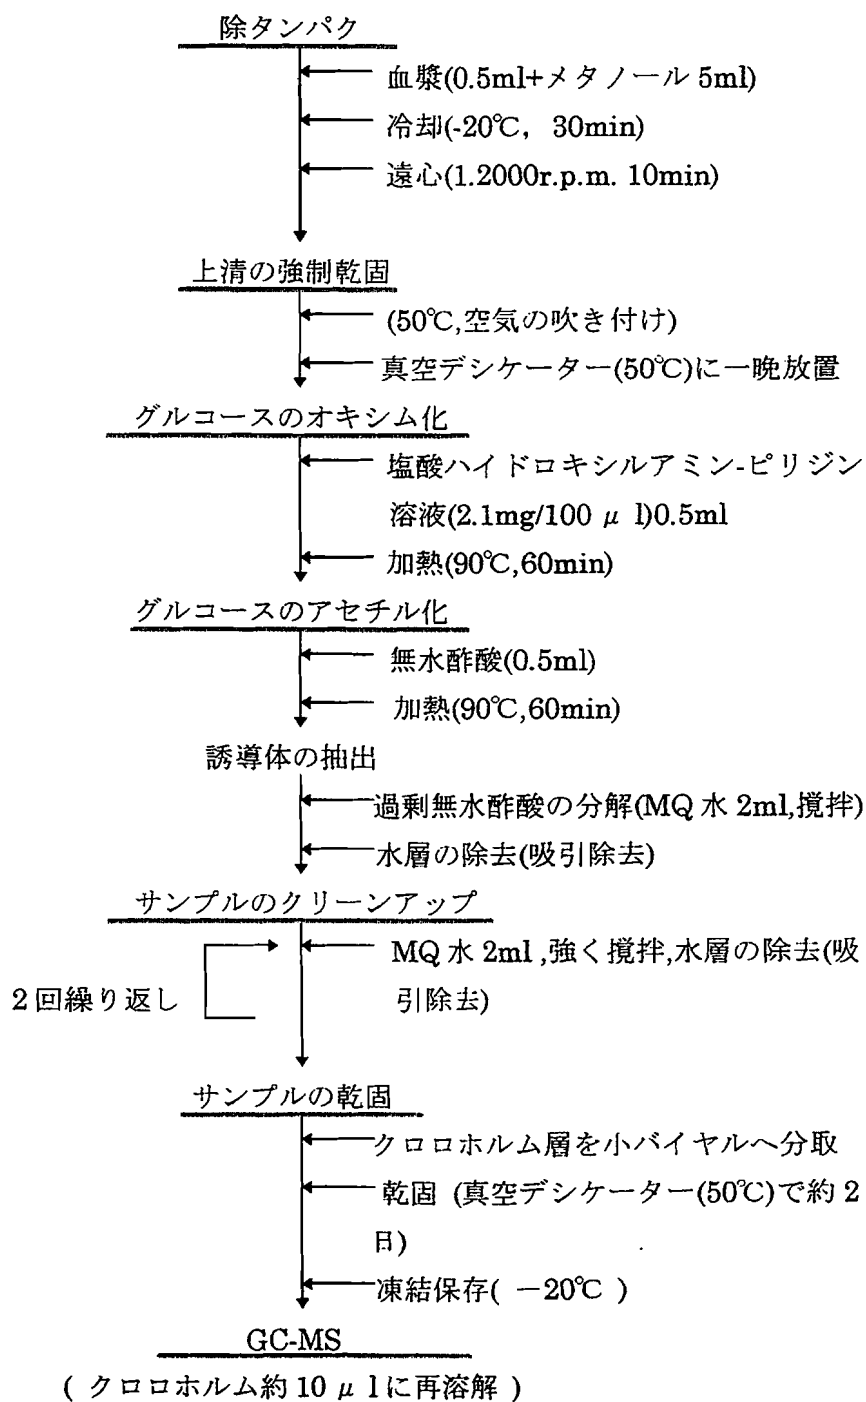 除タンパク
血漿(0.5ml+メタノール 5ml)
冷却(-20℃, 30min)
遠心(1.2000r.p.m. 10min)
上清の強制乾固
(50℃,空気の吹き付け)
真空デシケーター(50℃)に一晩放置
グルコースのオキシム化
塩酸ハイドロキシルアミン-ピリジン
溶液(2.1mg/100 μ l)0.5ml
加熱(90℃,60min)
グルコースのアセチル化
無水酢酸(0.5ml)
加熱(90℃,60min)
誘導体の抽出
過剰無水酢酸の分解(MQ 水 2ml,撹拌)
水層の除去(吸引除去)
サンプルのクリーンアップ
MQ 水 2ml ,強く撹拌,水層の除去(吸
2回繰り返し
引除去)
サンプルの乾固
クロロホルム層を小バイヤルへ分取
乾固 (真空デシケーター(50℃)で約 2
日)
凍結保存( -20℃ )
GC-MS
( クロロホルム約 10 μ l に再溶解 )